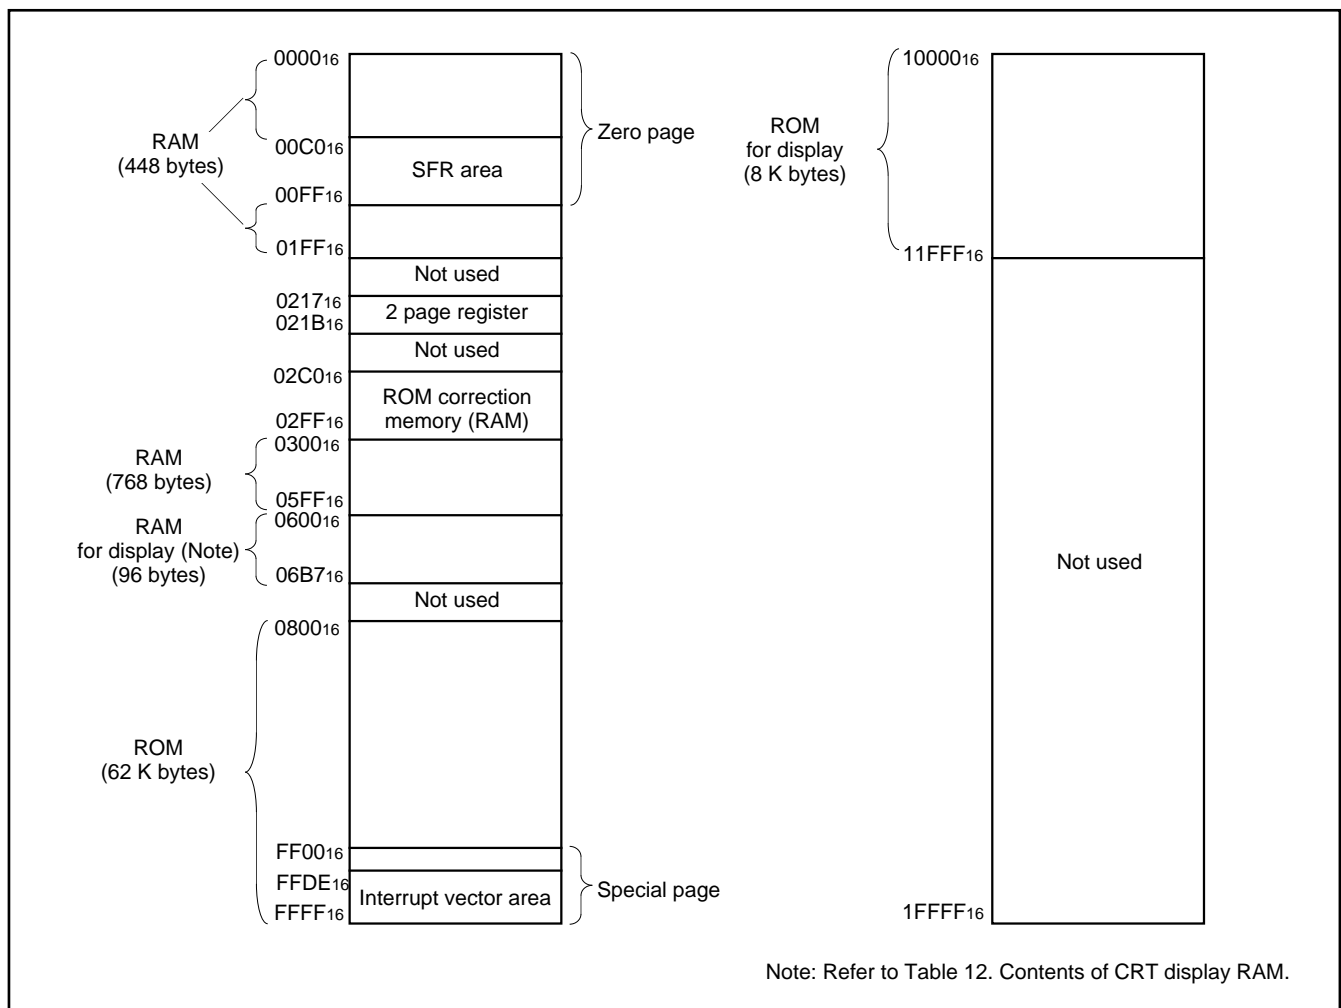 0000₁₆
RAM
(448 bytes)
00C0₁₆
SFR area
Zero page
00FF₁₆
01FF₁₆
Not used
0217₁₆
2 page register
021B₁₆
Not used
02C0₁₆
ROM correction
memory (RAM)
02FF₁₆
0300₁₆
RAM
(768 bytes)
05FF₁₆
0600₁₆
RAM
for display (Note)
(96 bytes)
06B7₁₆
Not used
0800₁₆
ROM
(62 K bytes)
FF00₁₆
FFDE₁₆
Interrupt vector area
Special page
FFFF₁₆
10000₁₆
ROM
for display
(8 K bytes)
11FFF₁₆
Not used
1FFFF₁₆
Note: Refer to Table 12. Contents of CRT display RAM.